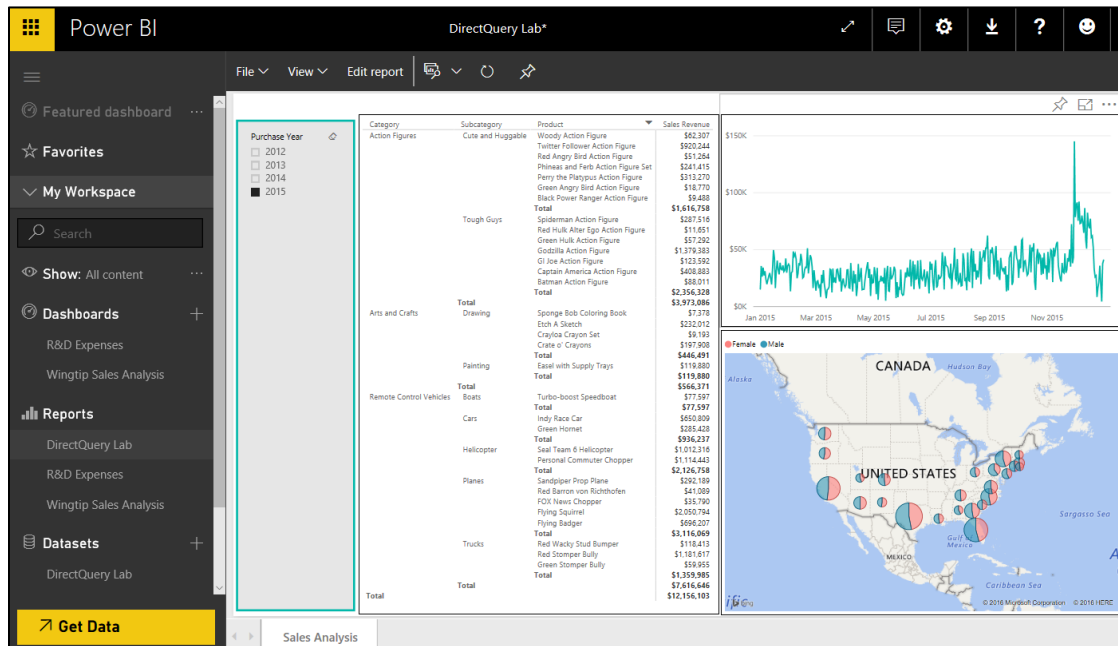 Power BI
DirectQuery Lab*
File View Edit report
Featured dashboard ...
Favorites
My Workspace
Search
Show: All content ...
Dashboards +
R&D Expenses
Wingtip Sales Analysis
Reports
DirectQuery Lab
R&D Expenses
Wingtip Sales Analysis
Datasets +
DirectQuery Lab
Get Data
Purchase Year
2012
2013
2014
2015
Category Subcategory Product Sales Revenue
Action Figures Cute and Huggable Woody Action Figure $62,307
Twitter Follower Action Figure $920,244
Red Angry Bird Action Figure $51,264
Phineas and Ferb Action Figure Set $241,415
Perry the Platypus Action Figure $313,270
Green Angry Bird Action Figure $18,770
Black Power Ranger Action Figure $9,488
Total $1,616,758
Tough Guys Spiderman Action Figure $287,516
Red Hulk Alter Ego Action Figure $11,651
Green Hulk Action Figure $57,292
Godzilla Action Figure $1,379,383
GI Joe Action Figure $123,592
Captain America Action Figure $408,883
Batman Action Figure $88,011
Total $2,356,328
Total $3,973,086
Arts and Crafts Drawing Sponge Bob Coloring Book $7,378
Etch A Sketch $232,012
Crayloa Crayon Set $9,193
Crate o' Crayons $197,908
Total $446,491
Painting Easel with Supply Trays $119,880
Total $119,880
Total $566,371
Remote Control Vehicles Boats Turbo-boost Speedboat $77,597
Total $77,597
Cars Indy Race Car $650,809
Green Hornet $285,428
Total $936,237
Helicopter Seal Team 6 Helicopter $1,012,316
Personal Commuter Chopper $1,114,443
Total $2,126,758
Planes Sandpiper Prop Plane $292,189
Red Barron von Richthofen $41,089
FOX News Chopper $35,790
Flying Squirrel $2,050,794
Flying Badger $696,207
Total $3,116,069
Trucks Red Wacky Stud Bumper $118,413
Red Stomper Bully $1,181,617
Green Stomper Bully $59,955
Total $1,359,985
Total $7,616,646
Total $12,156,103
$150K
$100K
$50K
$0K
Jan 2015 Mar 2015 May 2015 Jul 2015 Sep 2015 Nov 2015
Female Male
CANADA
Hudson Bay
Alaska
UNITED STATES
Sargasso Sea
Gulf of
Mexico
MEXICO
A
Caribbean Sea
ific
© 2016 Microsoft Corporation © 2016 HERE
Sales Analysis